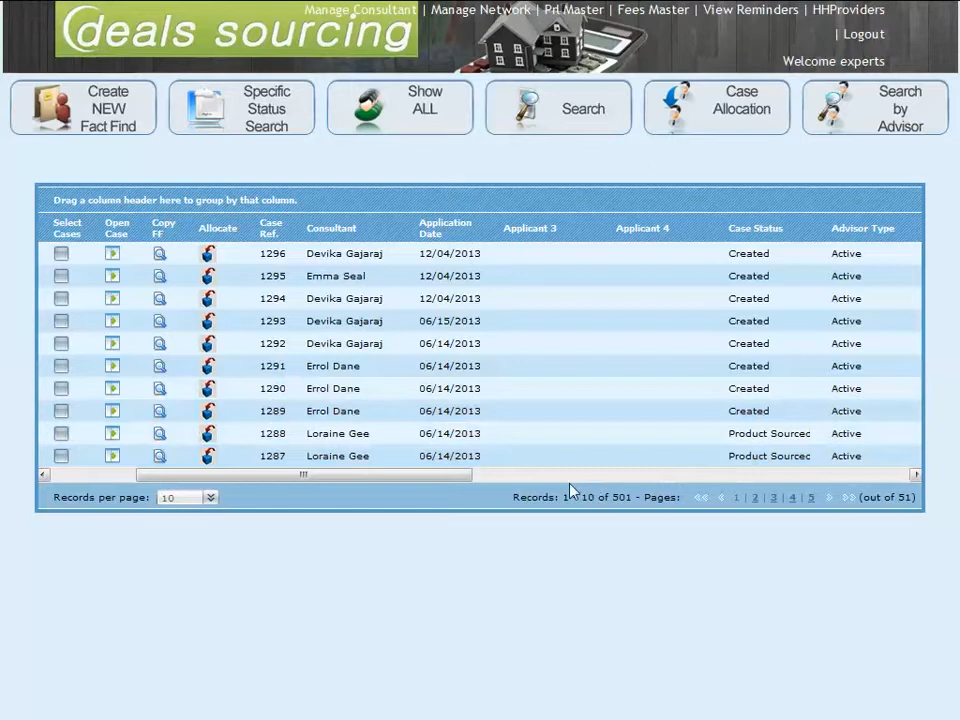 Manage Consultant | Manage Network | Prl Master | Fees Master | View Reminders | HHProviders
deals sourcing
| Logout
Welcome experts
Create NEW Fact Find
Specific Status Search
Show ALL
Search
Case Allocation
Search by Advisor
Drag a column header here to group by that column.
Select Cases Open Case Copy FF Allocate Case Ref. Consultant Application Date Applicant 3 Applicant 4 Case Status Advisor Type
1296 Devika Gajaraj 12/04/2013 Created Active
1295 Emma Seal 12/04/2013 Created Active
1294 Devika Gajaraj 12/04/2013 Created Active
1293 Devika Gajaraj 06/15/2013 Created Active
1292 Devika Gajaraj 06/14/2013 Created Active
1291 Errol Dane 06/14/2013 Created Active
1290 Errol Dane 06/14/2013 Created Active
1289 Errol Dane 06/14/2013 Created Active
1288 Loraine Gee 06/14/2013 Product Sourced Active
1287 Loraine Gee 06/14/2013 Product Sourced Active
Records per page: 10 Records: 10 of 501 - Pages: 1 | 2 | 3 | 4 | 5 (out of 51)